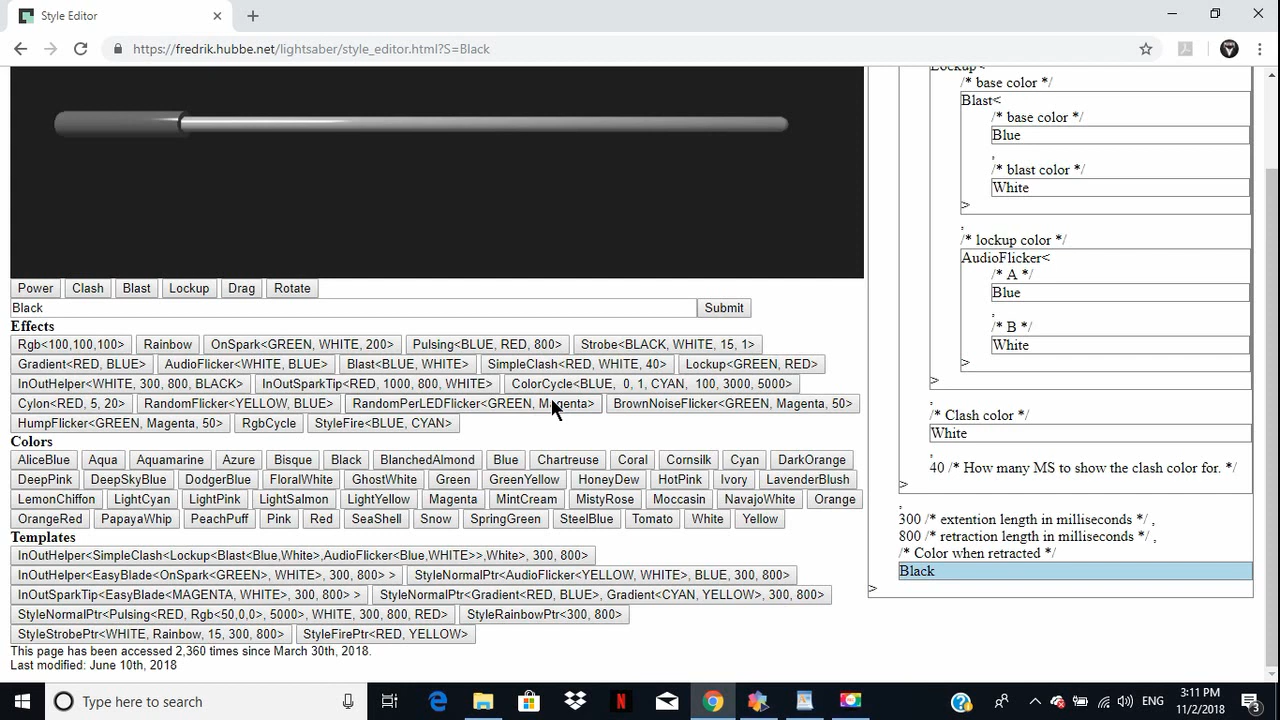 Style Editor
https://fredrik.hubbe.net/lightsaber/style_editor.html?S=Black
Power Clash Blast Lockup Drag Rotate
Black Submit
Effects
Rgb<100,100,100> Rainbow OnSpark<GREEN, WHITE, 200> Pulsing<BLUE, RED, 800> Strobe<BLACK, WHITE, 15, 1>
Gradient<RED, BLUE> AudioFlicker<WHITE, BLUE> Blast<BLUE, WHITE> SimpleClash<RED, WHITE, 40> Lockup<GREEN, RED>
InOutHelper<WHITE, 300, 800, BLACK> InOutSparkTip<RED, 1000, 800, WHITE> ColorCycle<BLUE, 0, 1, CYAN, 100, 3000, 5000>
Cylon<RED, 5, 20> RandomFlicker<YELLOW, BLUE> RandomPerLEDFlicker<GREEN, Magenta> BrownNoiseFlicker<GREEN, Magenta, 50>
HumpFlicker<GREEN, Magenta, 50> RgbCycle StyleFire<BLUE, CYAN>
Colors
AliceBlue Aqua Aquamarine Azure Bisque Black BlanchedAlmond Blue Chartreuse Coral Cornsilk Cyan DarkOrange
DeepPink DeepSkyBlue DodgerBlue FloralWhite GhostWhite Green GreenYellow HoneyDew HotPink Ivory LavenderBlush
LemonChiffon LightCyan LightPink LightSalmon LightYellow Magenta MintCream MistyRose Moccasin NavajoWhite Orange
OrangeRed PapayaWhip PeachPuff Pink Red SeaShell Snow SpringGreen SteelBlue Tomato White Yellow
Templates
InOutHelper<SimpleClash<Lockup<Blast<Blue,White>,AudioFlicker<Blue,WHITE>>,White>, 300, 800>
InOutHelper<EasyBlade<OnSpark<GREEN>, WHITE>, 300, 800> > StyleNormalPtr<AudioFlicker<YELLOW, WHITE>, BLUE, 300, 800>
InOutSparkTip<EasyBlade<MAGENTA, WHITE>, 300, 800> > StyleNormalPtr<Gradient<RED, BLUE>, Gradient<CYAN, YELLOW>, 300, 800>
StyleNormalPtr<Pulsing<RED, Rgb<50,0,0>, 5000>, WHITE, 300, 800, RED> StyleRainbowPtr<300, 800>
StyleStrobePtr<WHITE, Rainbow, 15, 300, 800> StyleFirePtr<RED, YELLOW>
This page has been accessed 2,360 times since March 30th, 2018.
Last modified: June 10th, 2018
Lockup<
/* base color */
Blast<
/* base color */
Blue
,
/* blast color */
White
>
,
/* lockup color */
AudioFlicker<
/* A */
Blue
,
/* B */
White
>
>
,
/* Clash color */
White
,
40 /* How many MS to show the clash color for. */
>
,
300 /* extention length in milliseconds */ ,
800 /* retraction length in milliseconds */ ,
/* Color when retracted */
Black
>
Type here to search
ENG
3:11 PM
11/2/2018
3